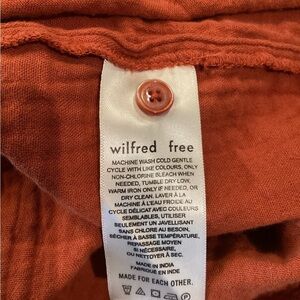 wilfred free
MACHINE WASH COLD GENTLE
CYCLE WITH LIKE COLOURS, ONLY
NON-CHLORINE BLEACH WHEN
NEEDED, TUMBLE DRY LOW,
WARM IRON ONLY IF NEEDED, OR
DRY CLEAN. LAVER À LA
MACHINE À L'EAU FROIDE AU
CYCLE DÉLICAT AVEC COULEURS
SEMBLABLES, UTILISER
SEULEMENT UN JAVELLISANT
SANS CHLORE AU BESOIN,
SÉCHER À BASSE TEMPÉRATURE,
REPASSAGE MOYEN
SI NÉCESSAIRE,
OU NETTOYER À SEC.
MADE IN INDIA
FABRIQUÉ EN INDE
MADE FOR EACH OTHER.